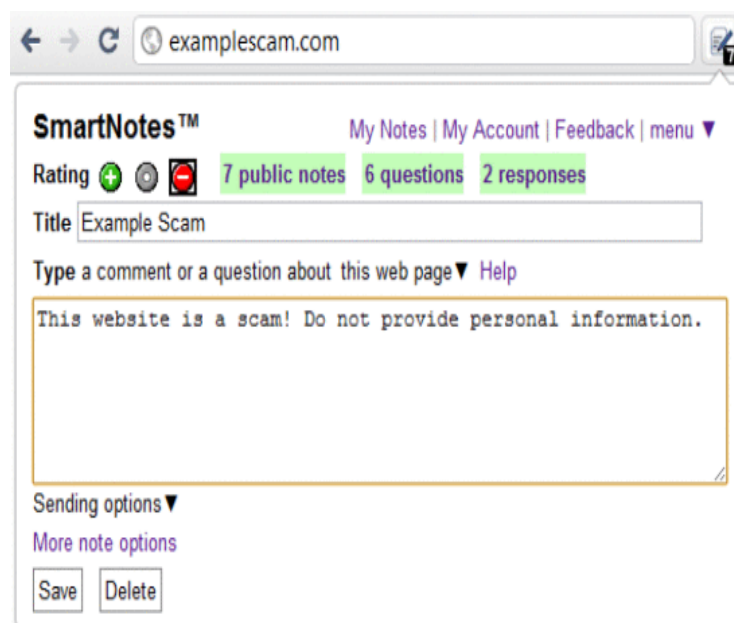 examplescam.com
7
SmartNotes™ My Notes | My Account | Feedback | menu ▼
Rating 7 public notes 6 questions 2 responses
Title Example Scam
Type a comment or a question about this web page▼ Help
This website is a scam! Do not provide personal information.
Sending options▼
More note options
Save Delete